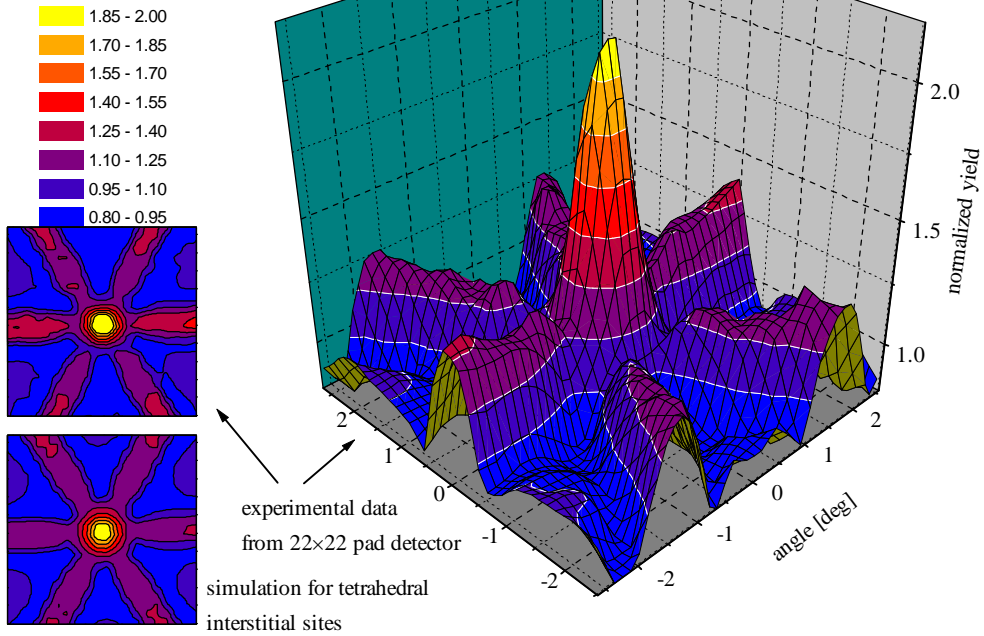 1.85 - 2.00
1.70 - 1.85
1.55 - 1.70
1.40 - 1.55
1.25 - 1.40
1.10 - 1.25
0.95 - 1.10
0.80 - 0.95
2.0
1.5
1.0
normalized yield
2
1
0
-1
-2
2
1
0
-1
-2
angle [deg]
experimental data
from 22×22 pad detector
simulation for tetrahedral
interstitial sites